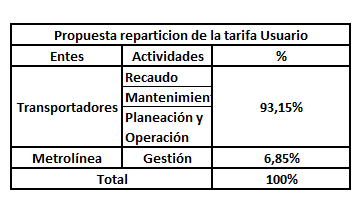 Propuesta reparticion de la tarifa Usuario
Entes Actividades %
Recaudo
Mantenimien
Transportadores 93,15%
Planeación y
Operación
Metrolínea Gestión 6,85%
Total 100%